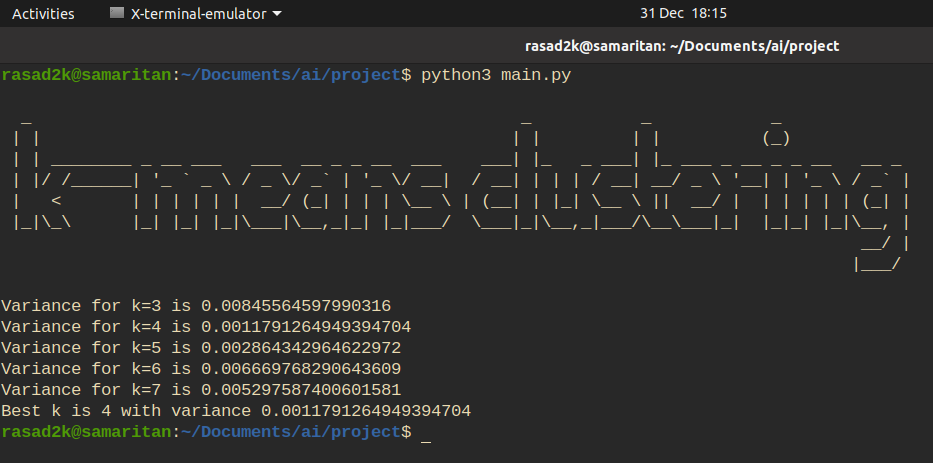 Activities X-terminal-emulator 31 Dec 18:15
rasad2k@samaritan: ~/Documents/ai/project
rasad2k@samaritan:~/Documents/ai/project$ python3 main.py
k-means clustering
Variance for k=3 is 0.00845564597990316
Variance for k=4 is 0.0011791264949394704
Variance for k=5 is 0.002864342964622972
Variance for k=6 is 0.006669768290643609
Variance for k=7 is 0.005297587400601581
Best k is 4 with variance 0.0011791264949394704
rasad2k@samaritan:~/Documents/ai/project$ _